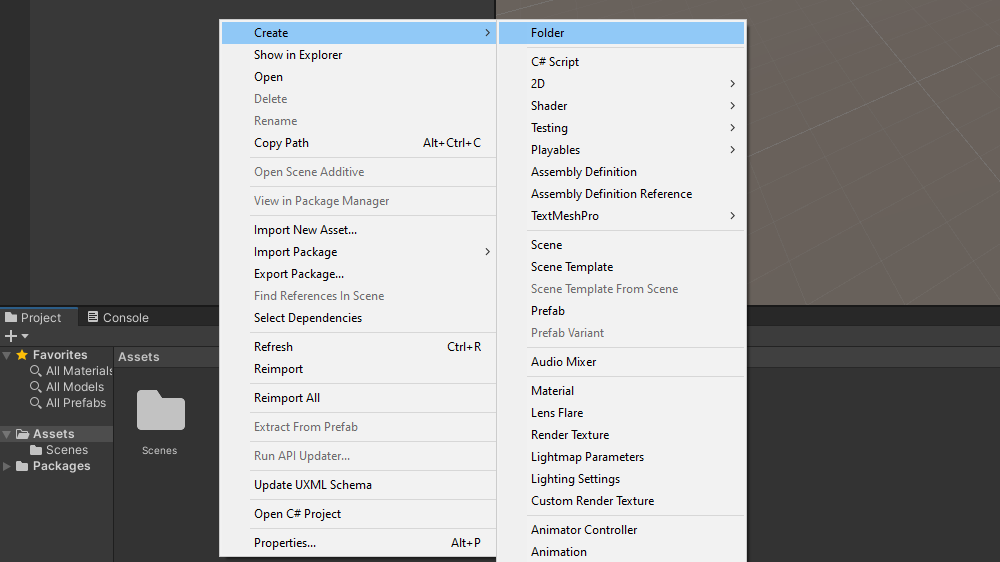 Create
Show in Explorer
Open
Delete
Rename
Copy Path Alt+Ctrl+C
Open Scene Additive
View in Package Manager
Import New Asset...
Import Package
Export Package...
Find References In Scene
Select Dependencies
Refresh Ctrl+R
Reimport
Reimport All
Extract From Prefab
Run API Updater...
Update UXML Schema
Open C# Project
Properties... Alt+P
Folder
C# Script
2D
Shader
Testing
Playables
Assembly Definition
Assembly Definition Reference
TextMeshPro
Scene
Scene Template
Scene Template From Scene
Prefab
Prefab Variant
Audio Mixer
Material
Lens Flare
Render Texture
Lightmap Parameters
Lighting Settings
Custom Render Texture
Animator Controller
Animation
Project Console
Favorites
All Materials
All Models
All Prefabs
Assets
Scenes
Packages
Assets
Scenes